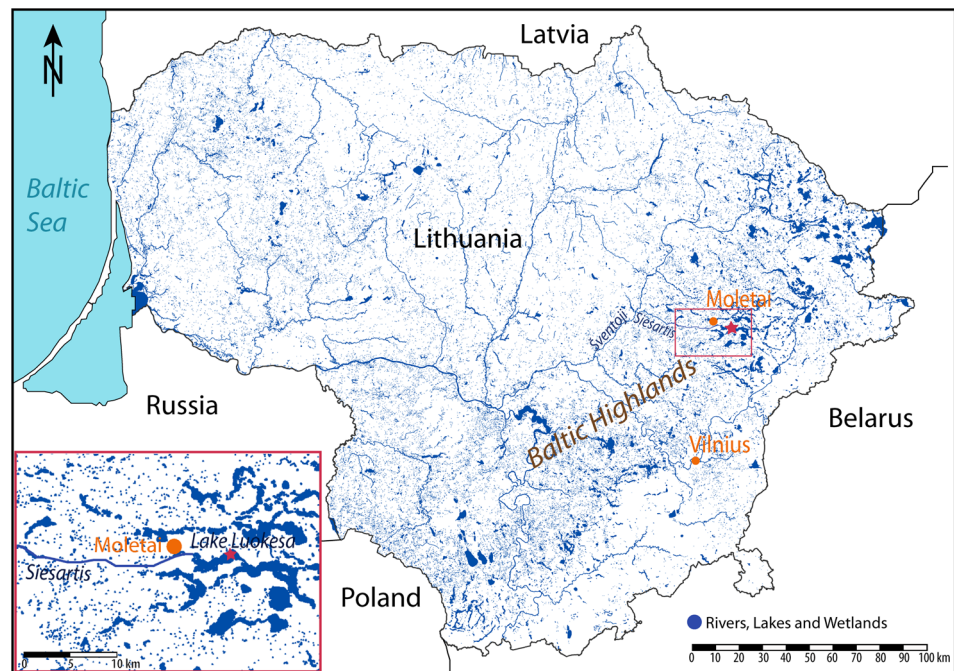 Latvia
N
Baltic
Sea
Lithuania
Moletai
Šventoji
Siesartis
Baltic Highlands
Russia
Belarus
Vilnius
Lake Luokesa
Moletai
Siesartis
Poland
Rivers, Lakes and Wetlands
0 5 10 km
0 10 20 30 40 50 60 70 80 90 100 km